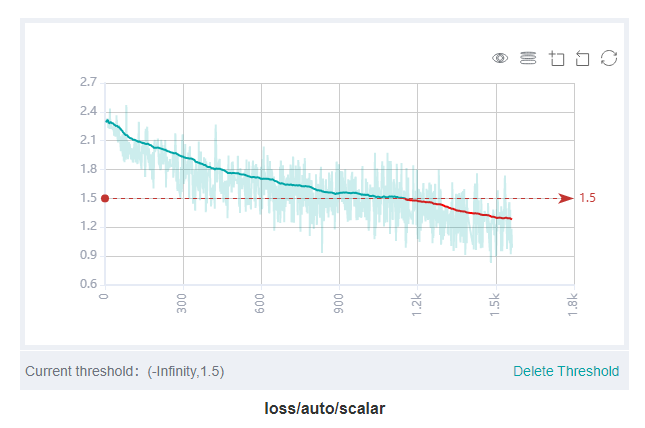 2.7
2.4
2.1
1.8
1.5
1.5
1.2
0.9
0.6
0
300
600
900
1.2k
1.5k
1.8k
Current threshold: (-Infinity,1.5)
Delete Threshold
loss/auto/scalar